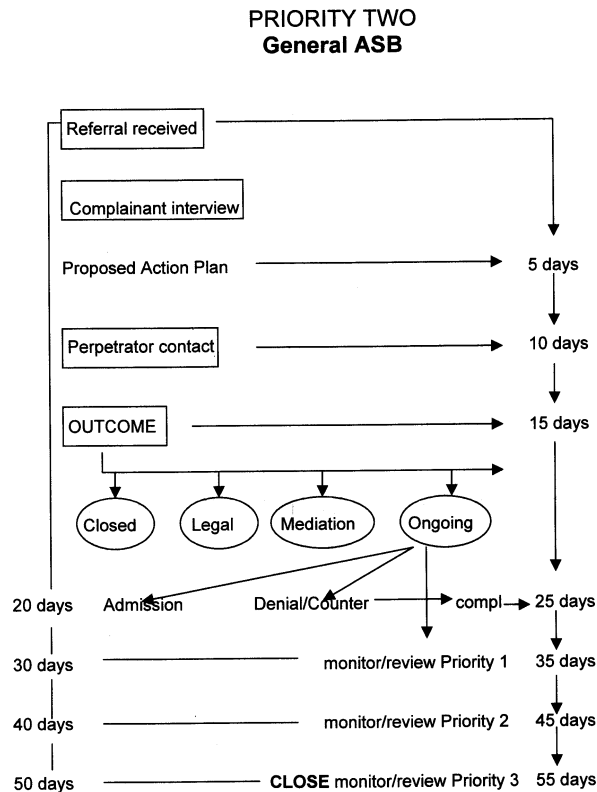 PRIORITY TWO
General ASB
Referral received
Complainant interview
Proposed Action Plan
5 days
Perpetrator contact
10 days
OUTCOME
15 days
Closed
Legal
Mediation
Ongoing
20 days
Admission
Denial/Counter
compl
25 days
30 days
monitor/review Priority 1
35 days
40 days
monitor/review Priority 2
45 days
50 days
CLOSE monitor/review Priority 3
55 days